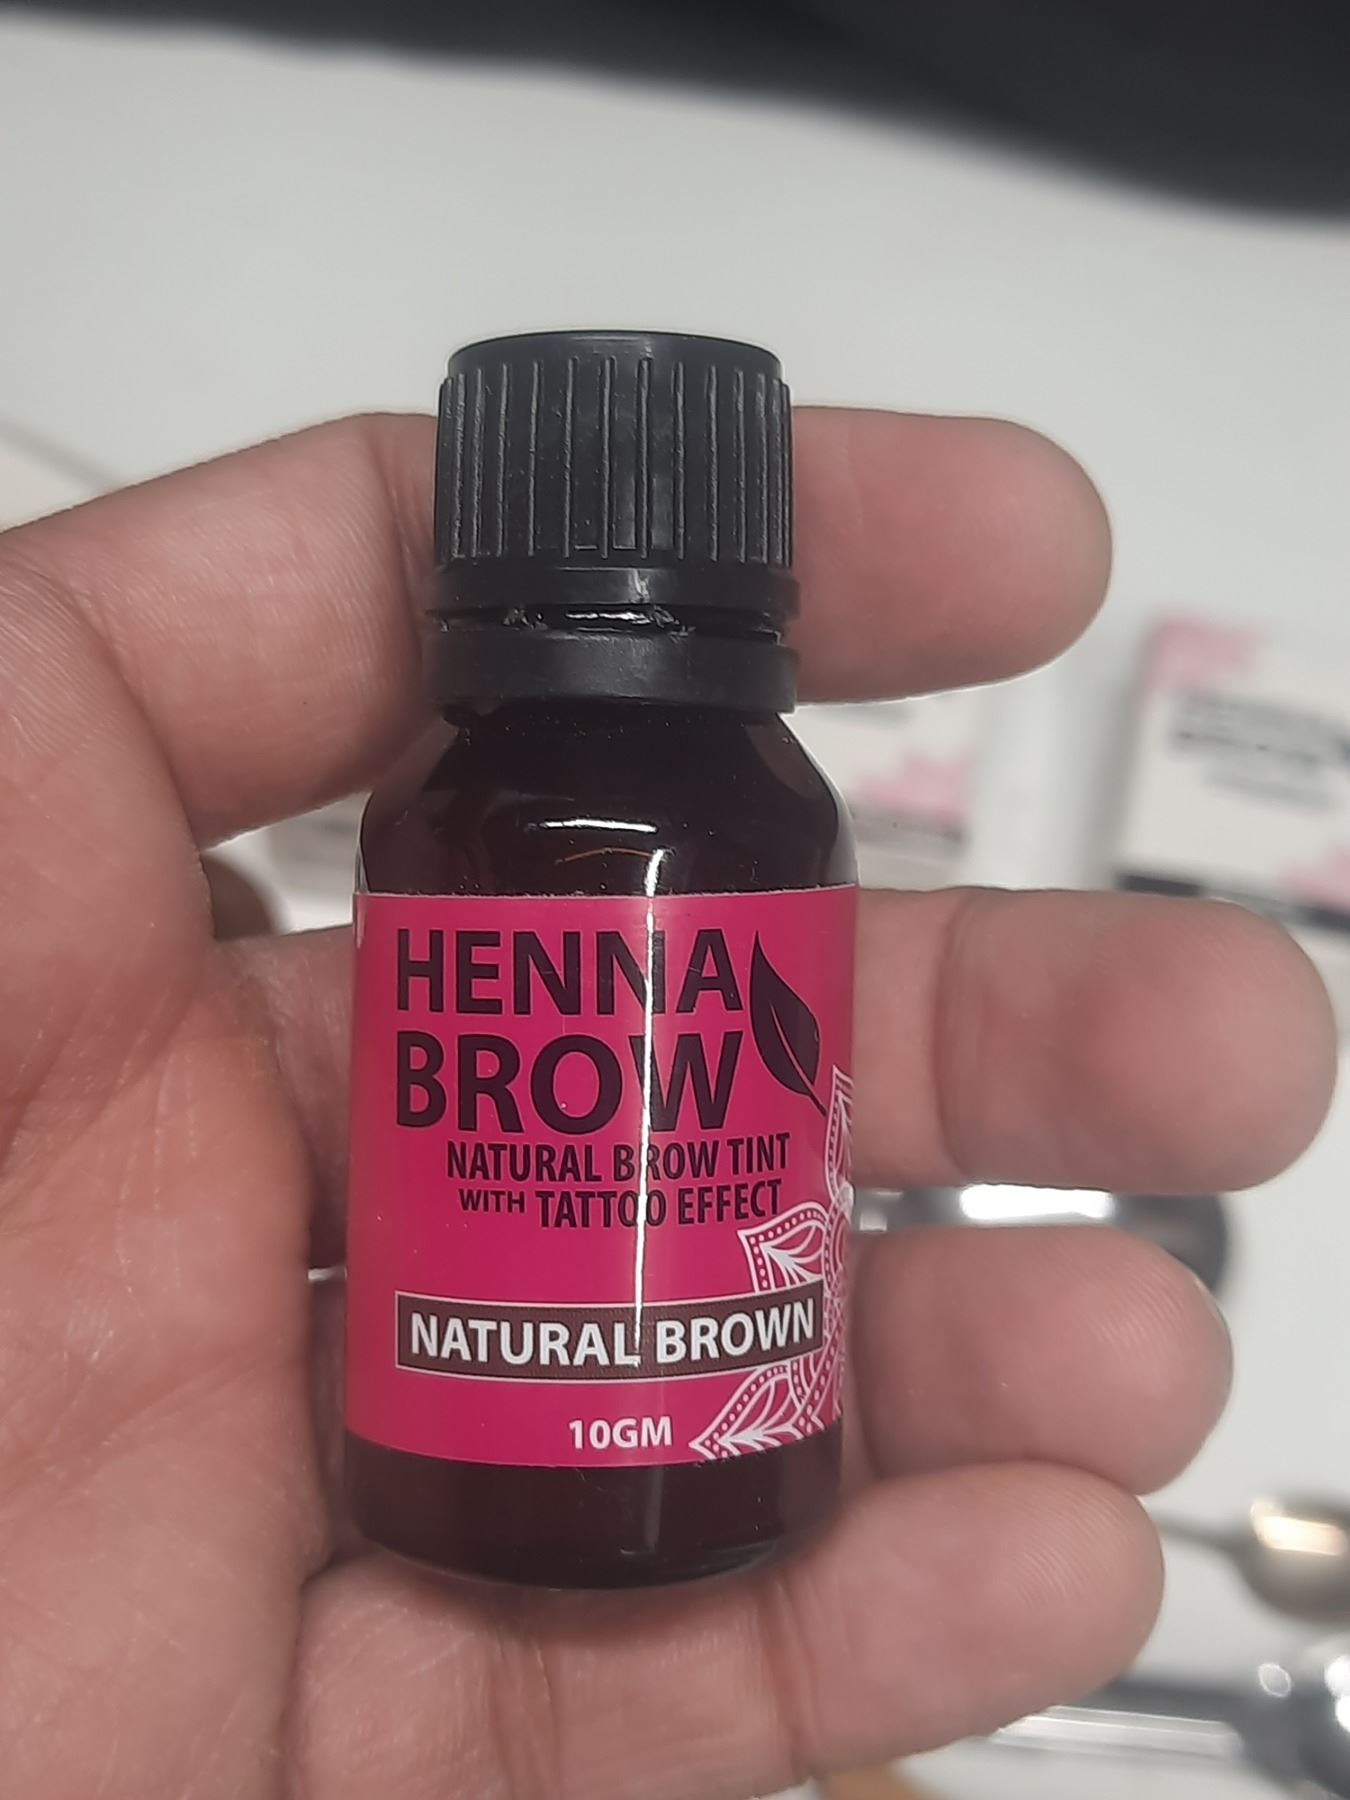 HENNA
BROW
NATURAL BROW TINT
WITH TATTOO EFFECT
NATURAL BROWN
10GM